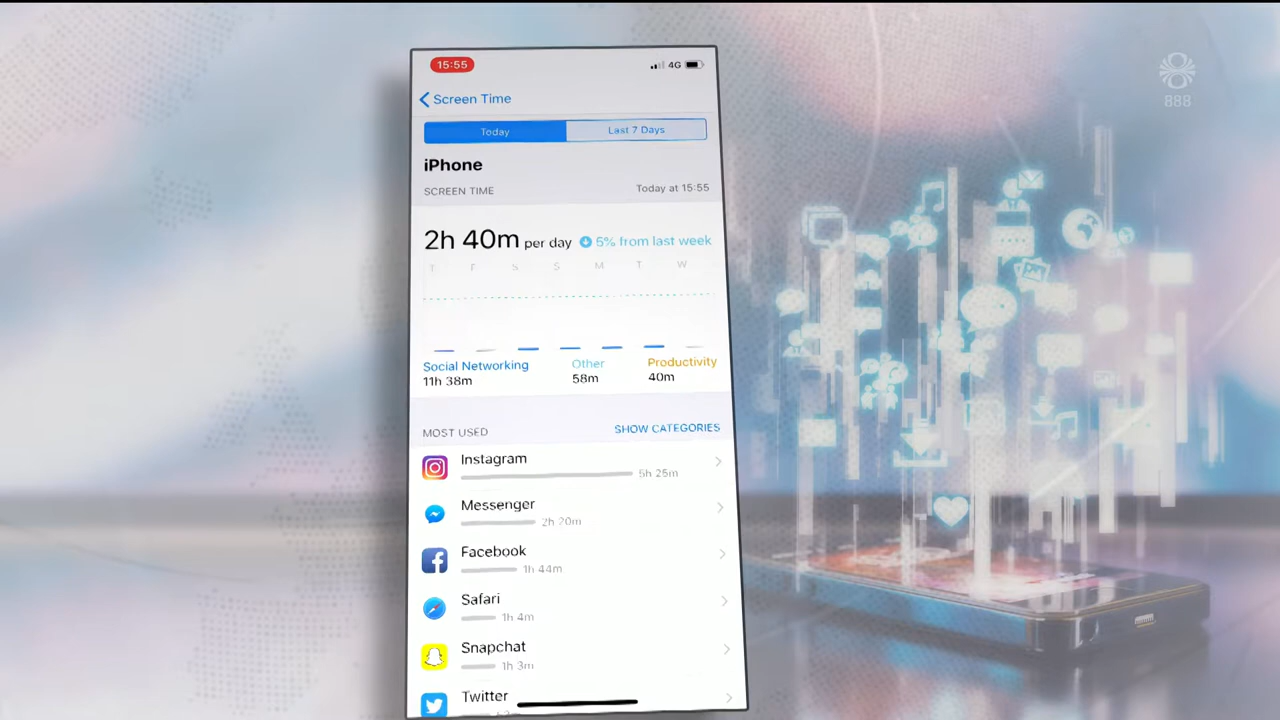 15:55
4G
Screen Time
Today
Last 7 Days
iPhone
SCREEN TIME
Today at 15:55
2h 40m per day
5% from last week
T F S S M T W
Social Networking
Other
Productivity
11h 38m
58m
40m
MOST USED
SHOW CATEGORIES
Instagram
5h 25m
Messenger
2h 20m
Facebook
1h 44m
Safari
1h 4m
Snapchat
1h 3m
Twitter
888